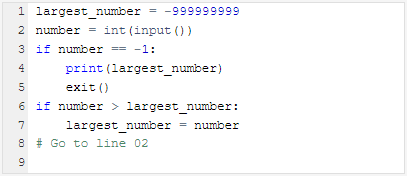 1 largest_number = -999999999
2 number = int(input())
3 if number == -1:
4     print(largest_number)
5     exit()
6 if number > largest_number:
7     largest_number = number
8 # Go to line 02
9